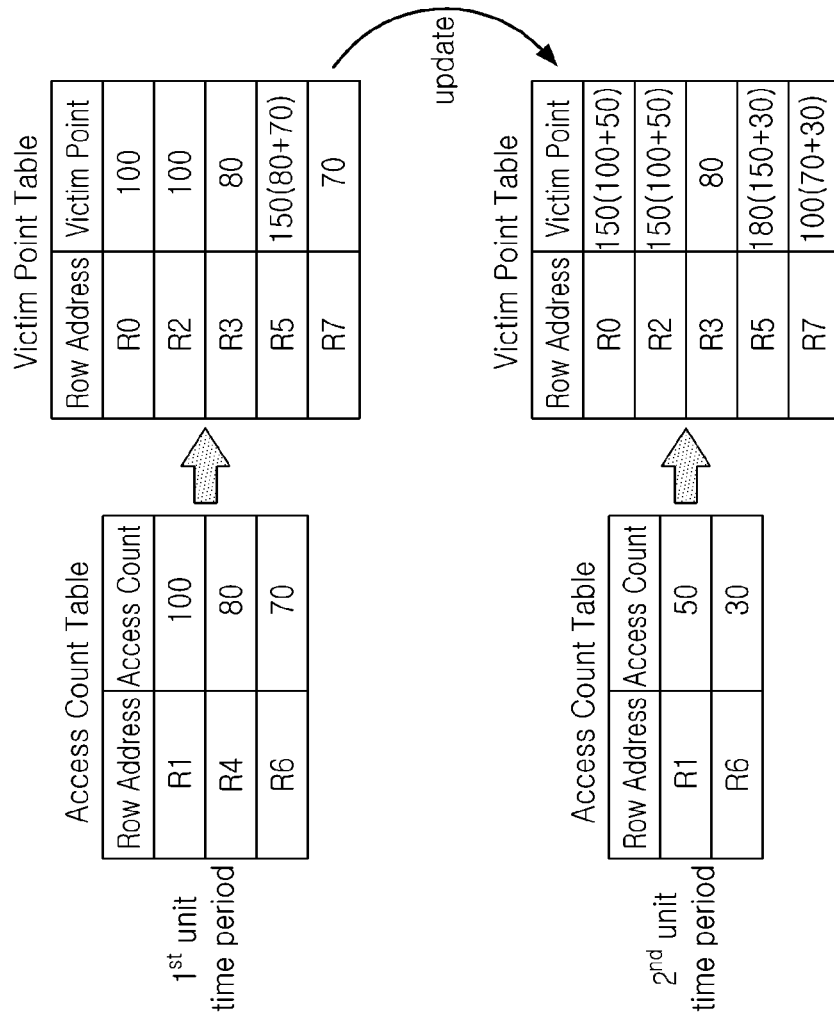 1st unit
time period
Access Count Table
Row Address Access Count
R1 100
R4 80
R6 70
Victim Point Table
Row Address Victim Point
R0 100
R2 100
R3 80
R5 150(80+70)
R7 70
update
2nd unit
time period
Access Count Table
Row Address Access Count
R1 50
R6 30
Victim Point Table
Row Address Victim Point
R0 150(100+50)
R2 150(100+50)
R3 80
R5 180(150+30)
R7 100(70+30)